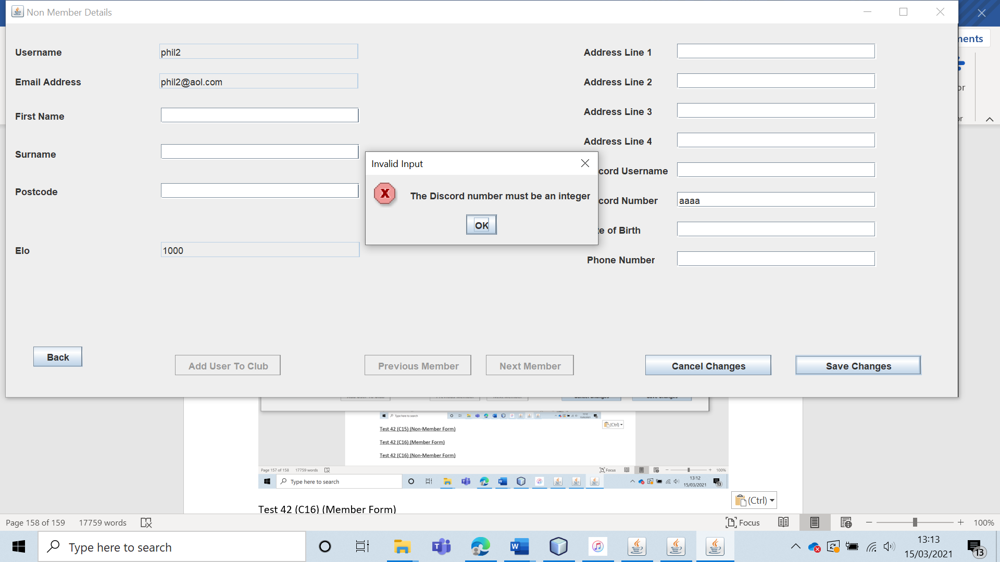 Non Member Details
Username
phil2
Email Address
phil2@aol.com
First Name
Surname
Postcode
Elo
1000
Address Line 1
Address Line 2
Address Line 3
Address Line 4
cord Username
cord Number
aaaa
te of Birth
Phone Number
Invalid Input
The Discord number must be an integer
OK
Back
Add User To Club
Previous Member
Next Member
Cancel Changes
Save Changes
nents
or
or
Type here to search
13:12
15/03/2021
(Ctrl)
Test 42 (C15) (Non-Member Form)
Test 42 (C16) (Member Form)
Test 42 (C16) (Non-Member Form)
Page 157 of 158 17759 words
Focus
100%
Type here to search
13:12
15/03/2021
13
(Ctrl)
Test 42 (C16) (Member Form)
Page 158 of 159 17759 words
Focus
100%
Type here to search
13:13
15/03/2021
13